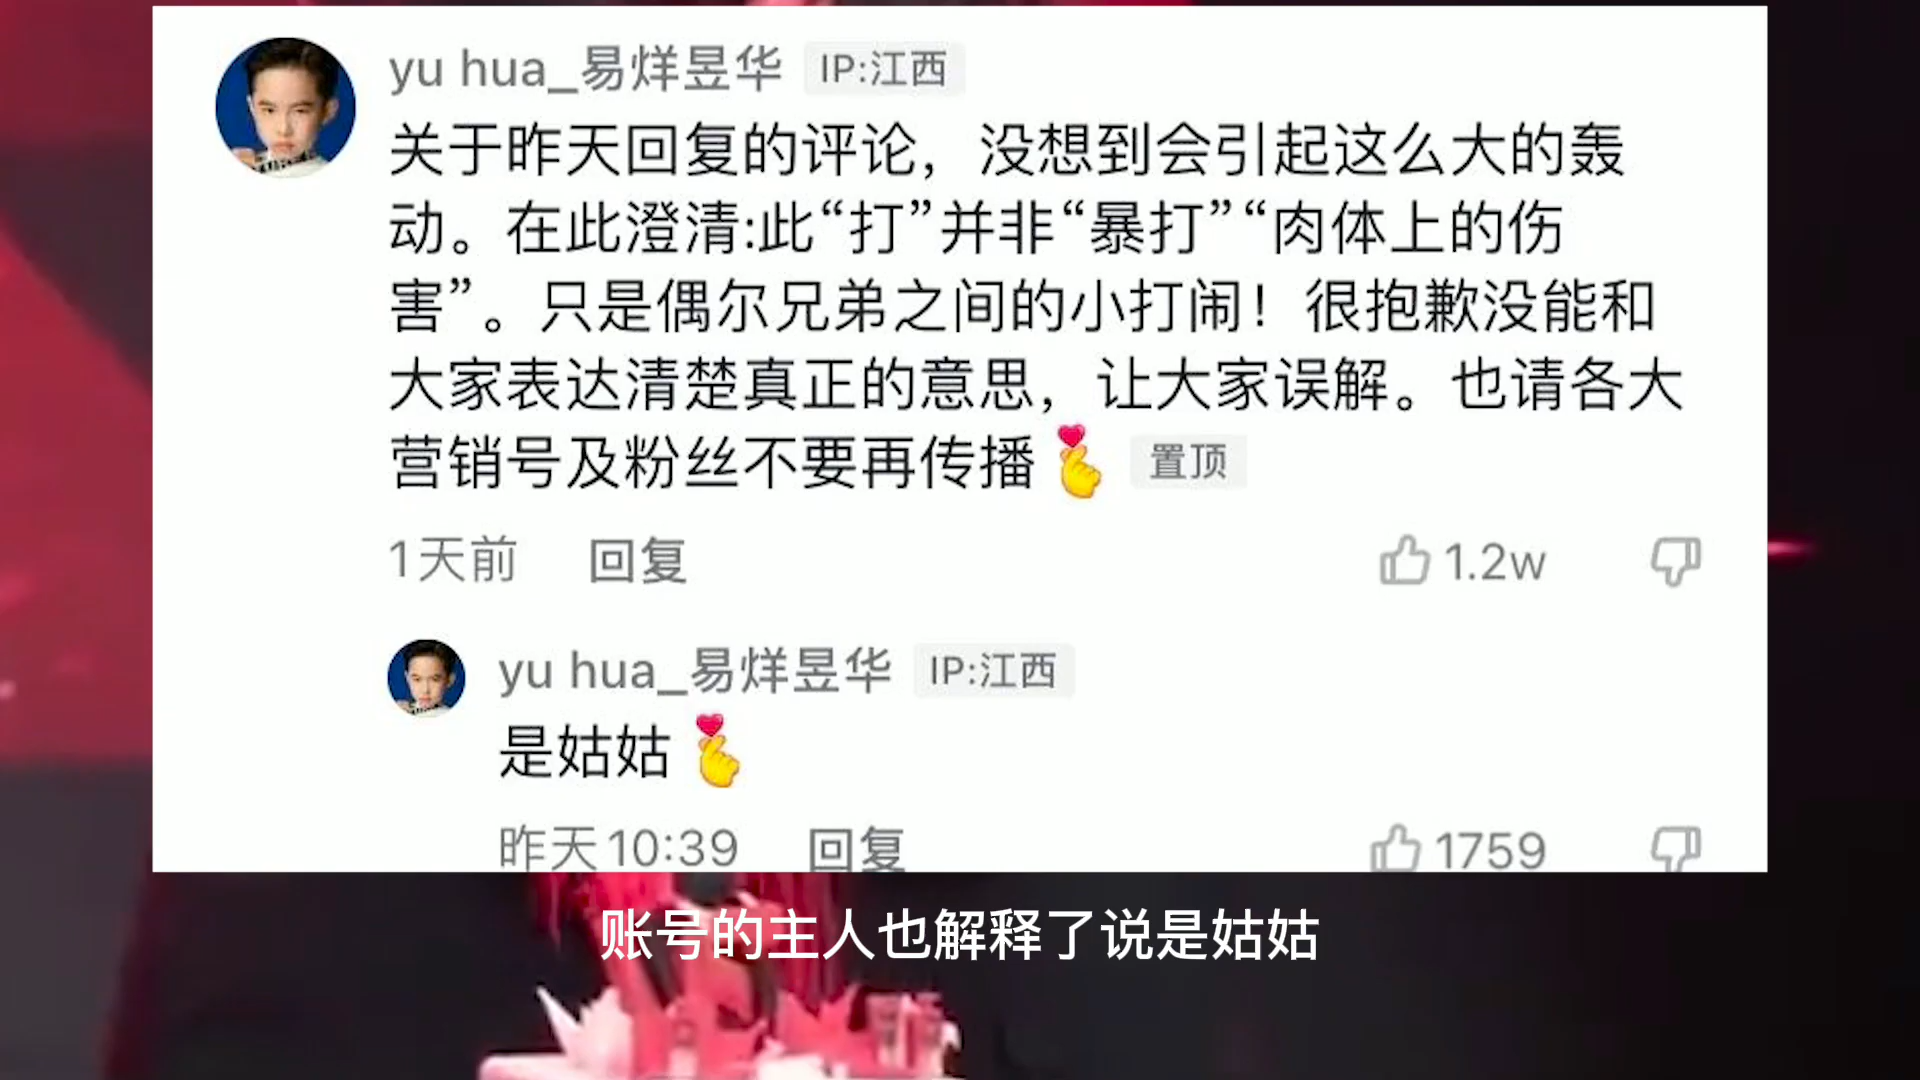 yu hua_易烊昱华 IP:江西
关于昨天回复的评论，没想到会引起这么大的轰
动。在此澄清:此“打”并非“暴打”“肉体上的伤
害”。只是偶尔兄弟之间的小打闹！很抱歉没能和
大家表达清楚真正的意思，让大家误解。也请各大
营销号及粉丝不要再传播 置顶
1天前 回复 1.2w
yu hua_易烊昱华 IP:江西
是姑姑
昨天10:39 回复 1759
账号的主人也解释了说是姑姑